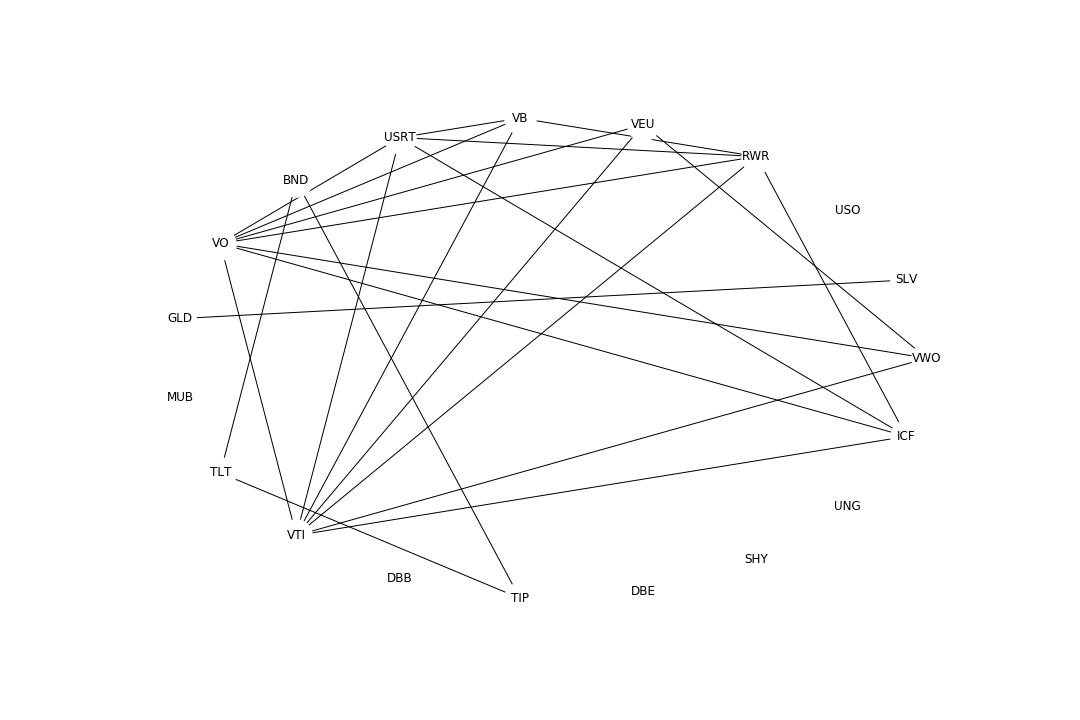 VB
VEU
USRT
RWR
BND
USO
VO
SLV
GLD
VWO
MUB
ICF
TLT
UNG
VTI
SHY
DBB
DBE
TIP